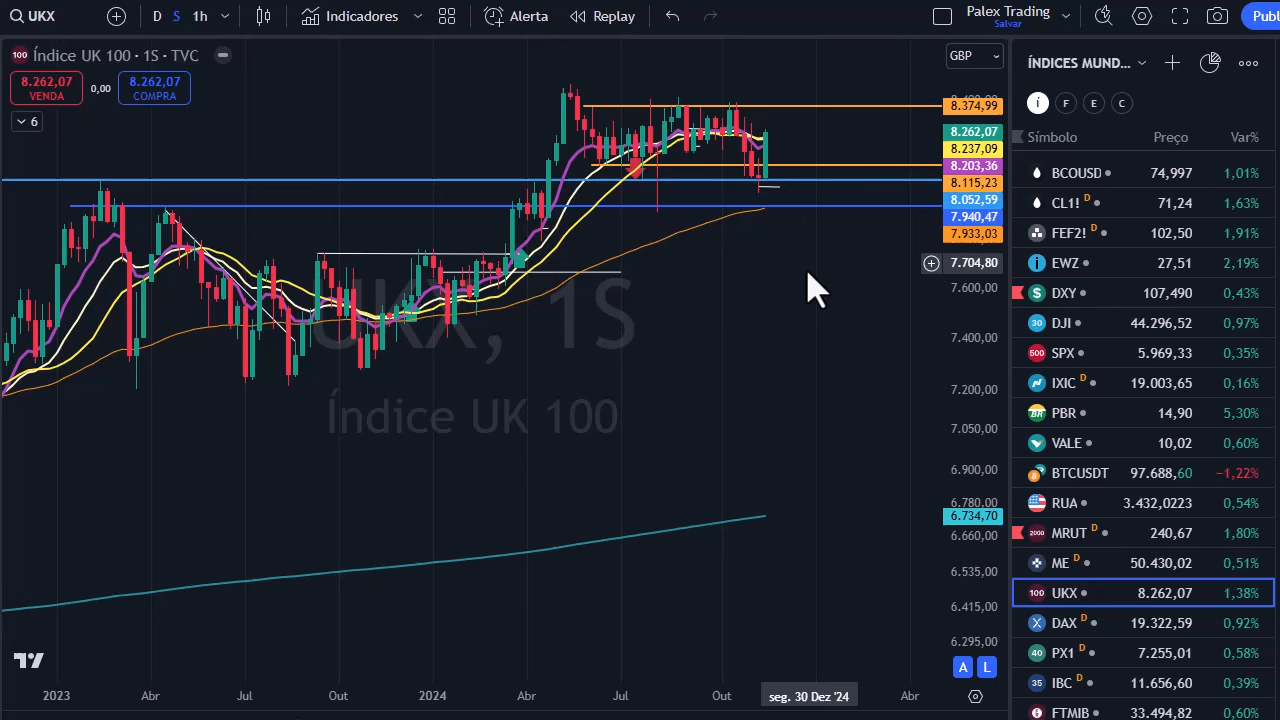 UKX
D S 1h
Indicadores
Alerta
Replay
Palex Trading
Salvar
Publ
100 Índice UK 100 · 1S · TVC
GBP
8.262,07
VENDA
0,00
8.262,07
COMPRA
6
UKX, 1S
Índice UK 100
8.374,99
8.262,07
8.237,09
8.203,36
8.115,23
8.052,59
7.940,47
7.933,03
7.704,80
7.600,00
7.400,00
7.200,00
7.050,00
6.900,00
6.780,00
6.734,70
6.660,00
6.535,00
6.415,00
6.295,00
A L
2023 Abr Jul Out 2024 Abr Jul Out seg. 30 Dez '24 Abr
ÍNDICES MUND...
Í F E C
Símbolo Preço Var%
BCOUSD 74,997 1,01%
CL1! D 71,24 1,63%
FEF2! D 102,50 1,91%
EWZ 27,51 2,19%
$ DXY 107,490 0,43%
30 DJI 44.296,52 0,97%
500 SPX 5.969,33 0,35%
IXIC D 19.003,65 0,16%
BR PBR 14,90 5,30%
VALE 10,02 0,60%
BTCUSDT 97.688,60 −1,22%
RUA 3.432,0223 0,54%
2000 MRUT D 240,67 1,80%
ME D 50.430,02 0,51%
100 UKX 8.262,07 1,38%
X DAX D 19.322,59 0,92%
40 PX1 D 7.255,01 0,58%
35 IBC D 11.656,60 0,39%
FTMIB 33.494,82 0,60%